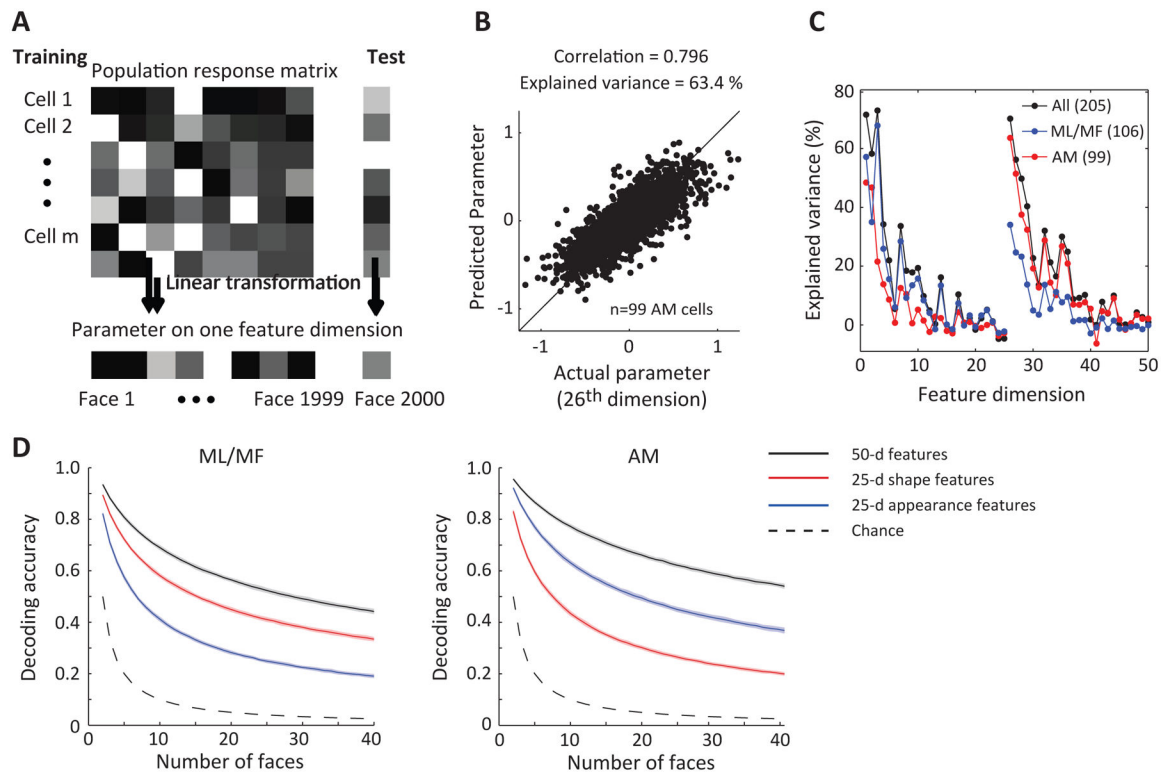 A
Training
Test
Population response matrix
Cell 1
Cell 2
Cell m
Linear transformation
Parameter on one feature dimension
Face 1
Face 1999
Face 2000
B
Correlation = 0.796
Explained variance = 63.4 %
Predicted Parameter
1
0
-1
n=99 AM cells
-1
0
1
Actual parameter
(26th dimension)
C
Explained variance (%)
80
60
40
20
0
All (205)
ML/MF (106)
AM (99)
0
10
20
30
40
50
Feature dimension
D
ML/MF
Decoding accuracy
1.0
0.8
0.6
0.4
0.2
0
0
10
20
30
40
Number of faces
AM
Decoding accuracy
1.0
0.8
0.6
0.4
0.2
0
0
10
20
30
40
Number of faces
50-d features
25-d shape features
25-d appearance features
Chance